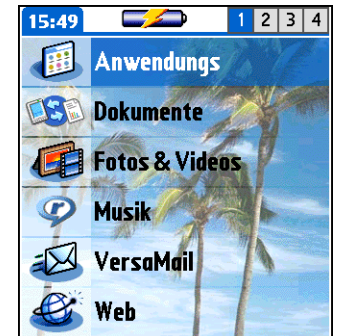 15:49 1 2 3 4
Anwendungs
Dokumente
Fotos & Videos
Musik
VersaMail
Web